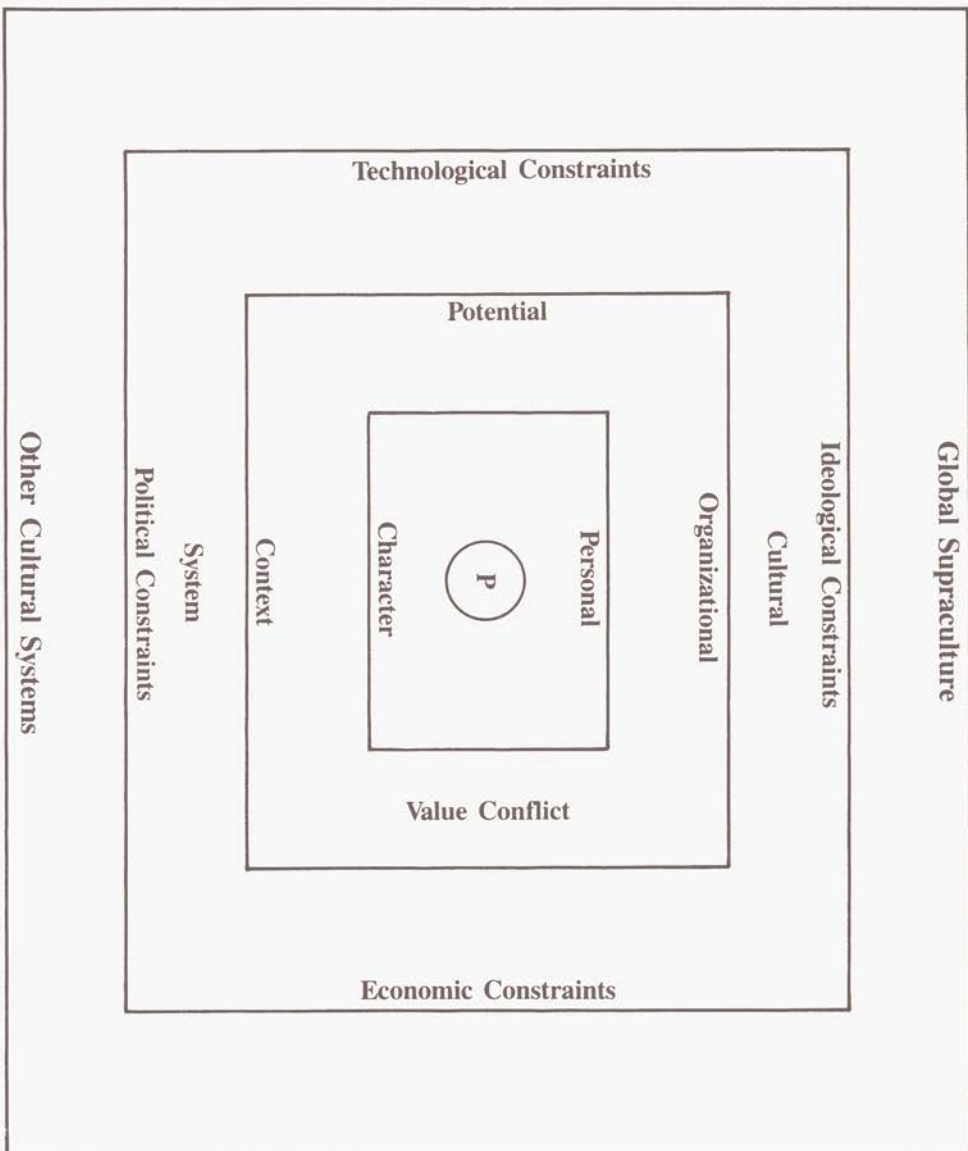 Global Supraculture
Ideological Constraints
Cultural
Organizational
Personal
P
Character
Context
System
Political Constraints
Other Cultural Systems
Technological Constraints
Potential
Value Conflict
Economic Constraints